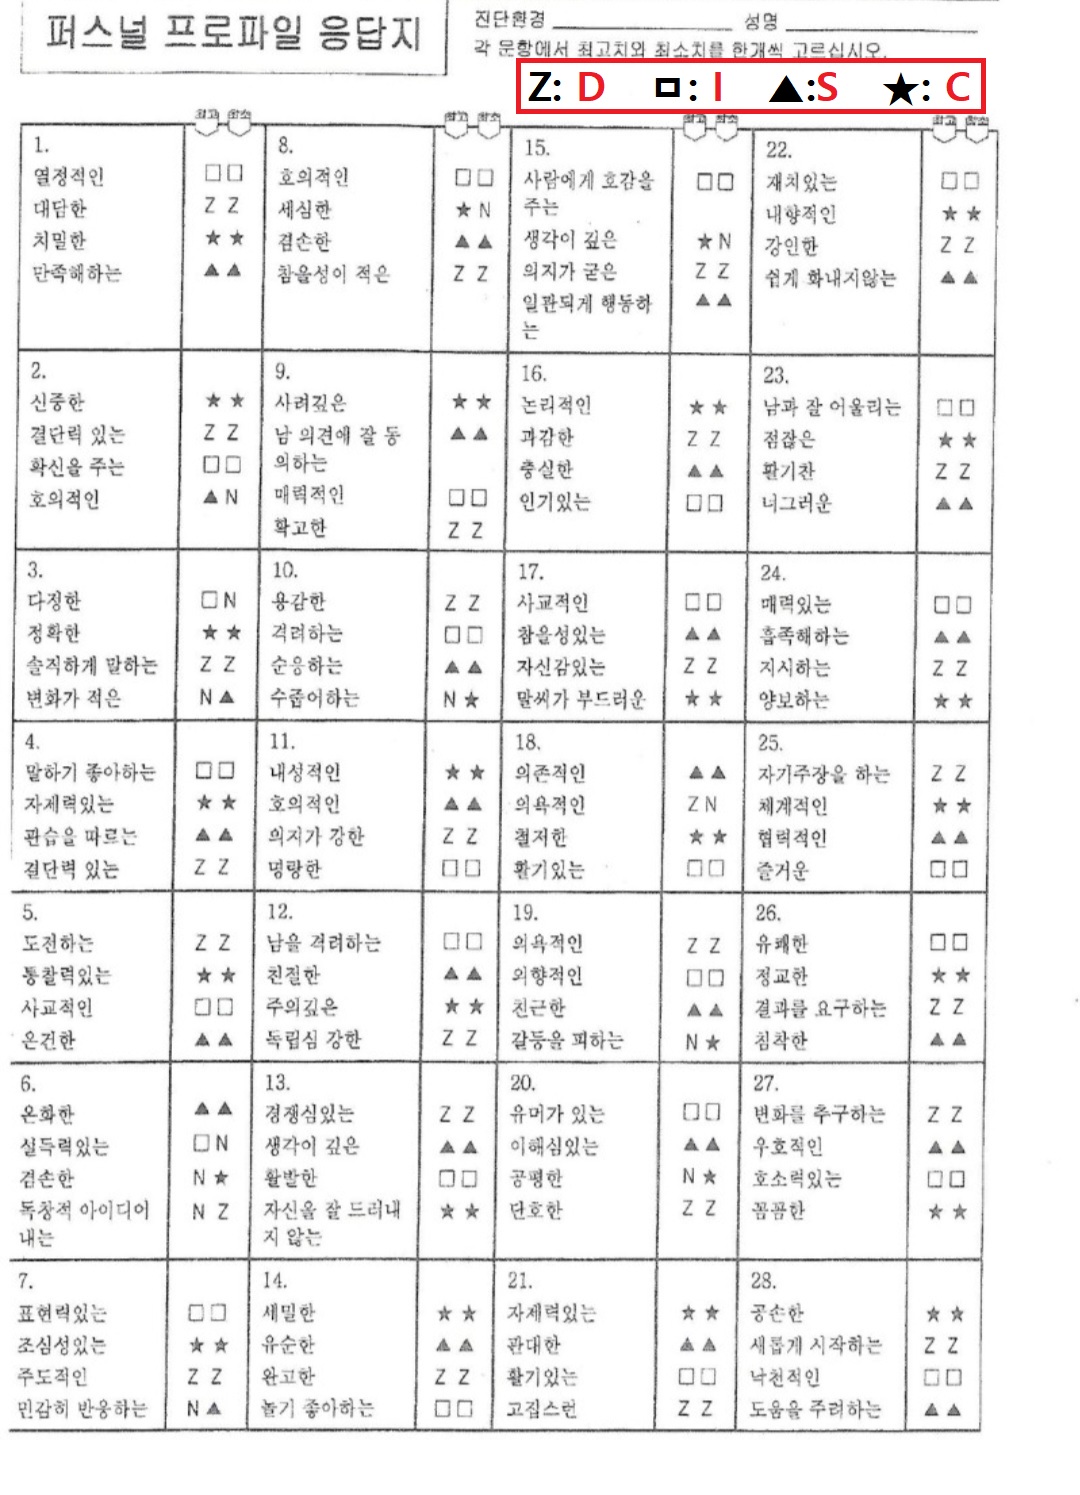 퍼스널 프로파일 응답지
진단환경 성명
각 문항에서 최고치와 최소치를 한개씩 고르십시오.
Z: D ㅁ: I ▲:S ★: C
최고 최소
1.
열정적인 □ □
대담한 Z Z
치밀한 ★ ★
만족해하는 ▲ ▲
2.
신중한 ★ ★
결단력 있는 Z Z
확신을 주는 □ □
호의적인 ▲ N
3.
다정한 □ N
정확한 ★ ★
솔직하게 말하는 Z Z
변화가 적은 N ▲
4.
말하기 좋아하는 □ □
자제력있는 ★ ★
관습을 따르는 ▲ ▲
결단력 있는 Z Z
5.
도전하는 Z Z
통찰력있는 ★ ★
사교적인 □ □
온건한 ▲ ▲
6.
온화한 ▲ ▲
설득력있는 □ N
겸손한 N ★
독창적 아이디어 N Z
내는
7.
표현력있는 □ □
조심성있는 ★ ★
주도적인 Z Z
민감히 반응하는 N ▲
최고 최소
8.
호의적인 □ □
세심한 ★ N
겸손한 ▲ ▲
참을성이 적은 Z Z
9.
사려깊은 ★ ★
남 의견에 잘 동 ▲ ▲
의하는
매력적인 □ □
확고한 Z Z
10.
용감한 Z Z
격려하는 □ □
순응하는 ▲ ▲
수줍어하는 N ★
11.
내성적인 ★ ★
호의적인 ▲ ▲
의지가 강한 Z Z
명랑한 □ □
12.
남을 격려하는 □ □
친절한 ▲ ▲
주의깊은 ★ ★
독립심 강한 Z Z
13.
경쟁심있는 Z Z
생각이 깊은 ▲ ▲
활발한 □ □
자신을 잘 드러내 ★ ★
지 않는
14.
세밀한 ★ ★
유순한 ▲ ▲
완고한 Z Z
놀기 좋아하는 □ □
최고 최소
15.
사람에게 호감을 □ □
주는
생각이 깊은 ★ N
의지가 굳은 Z Z
일관되게 행동하 ▲ ▲
는
16.
논리적인 ★ ★
과감한 Z Z
충실한 ▲ ▲
인기있는 □ □
17.
사교적인 □ □
참을성있는 ▲ ▲
자신감있는 Z Z
말씨가 부드러운 ★ ★
18.
의존적인 ▲ ▲
의욕적인 Z N
철저한 ★ ★
활기있는 □ □
19.
의욕적인 Z Z
외향적인 □ □
친근한 ▲ ▲
갈등을 피하는 N ★
20.
유머가 있는 □ □
이해심있는 ▲ ▲
공평한 N ★
단호한 Z Z
21.
자제력있는 ★ ★
관대한 ▲ ▲
활기있는 □ □
고집스런 Z Z
최고 최소
22.
재치있는 □ □
내향적인 ★ ★
강인한 Z Z
쉽게 화내지않는 ▲ ▲
23.
남과 잘 어울리는 □ □
점잖은 ★ ★
활기찬 Z Z
너그러운 ▲ ▲
24.
매력있는 □ □
흡족해하는 ▲ ▲
지시하는 Z Z
양보하는 ★ ★
25.
자기주장을 하는 Z Z
체계적인 ★ ★
협력적인 ▲ ▲
즐거운 □ □
26.
유쾌한 □ □
정교한 ★ ★
결과를 요구하는 Z Z
침착한 ▲ ▲
27.
변화를 추구하는 Z Z
우호적인 ▲ ▲
호소력있는 □ □
꼼꼼한 ★ ★
28.
공손한 ★ ★
새롭게 시작하는 Z Z
낙천적인 □ □
도움을 주려하는 ▲ ▲